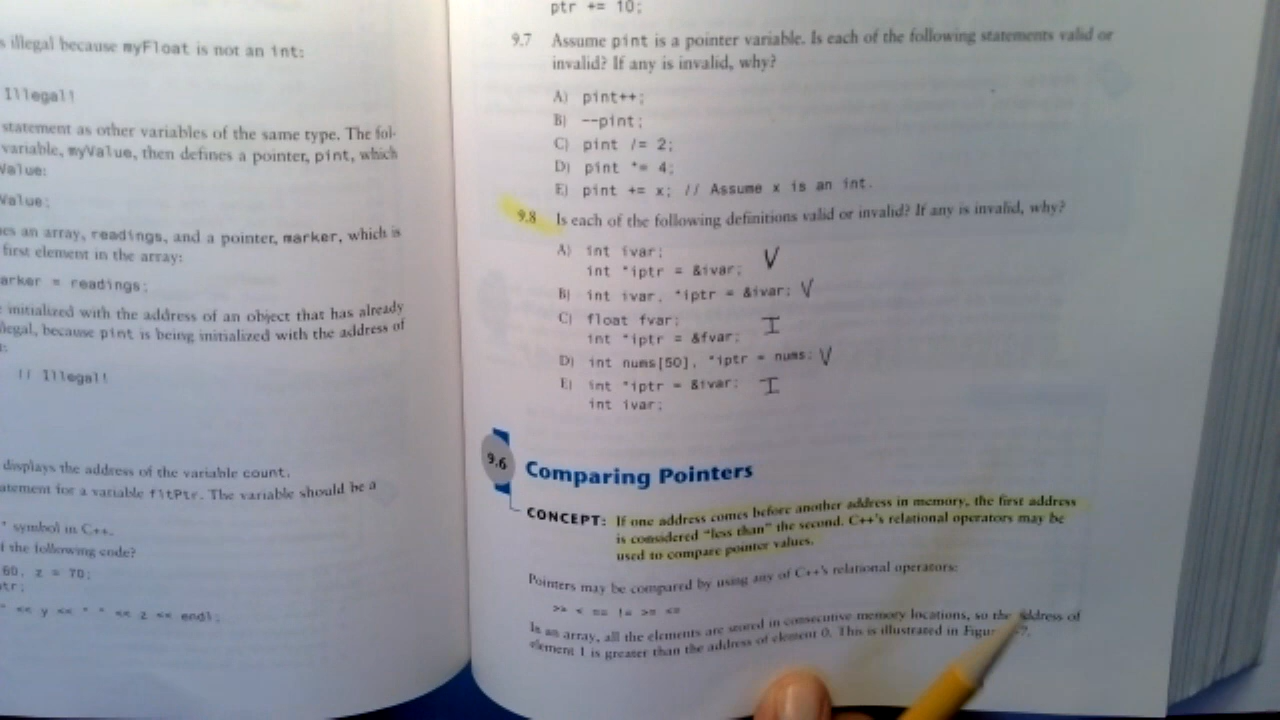 s illegal because myFloat is not an int:
Illegal!
statement as other variables of the same type. The fol-
variable, myValue, then defines a pointer, pint, which
Value:
Value;
an array, readings, and a pointer, marker, which is
first element in the array:
arker = readings;
initialized with the address of an object that has already
legal, because pint is being initialized with the address of
// Illegal!
displays the address of the variable count.
atement for a variable fltPtr. The variable should be a
* symbol in C++.
the following code?
60, z = 70;
tr;
" << y << " " << z << endl;
ptr += 10;
9.7 Assume pint is a pointer variable. Is each of the following statements valid or
invalid? If any is invalid, why?
A) pint++;
B) --pint;
C) pint /= 2;
D) pint *= 4;
E) pint += x; // Assume x is an int.
9.8 Is each of the following definitions valid or invalid? If any is invalid, why?
A) int ivar; V
int *iptr = &ivar;
B) int ivar, *iptr = &ivar; V
C) float fvar; I
int *iptr = &fvar;
D) int nums[50], *iptr = nums; V
E) int *iptr = &ivar; I
int ivar;
9.6 Comparing Pointers
CONCEPT: If one address comes before another address in memory, the first address
is considered "less than" the second. C++'s relational operators may be
used to compare pointer values.
Pointers may be compared by using any of C++'s relational operators:
>> < == != >= <=
In an array, all the elements are stored in consecutive memory locations, so the address of
element 1 is greater than the address of element 0. This is illustrated in